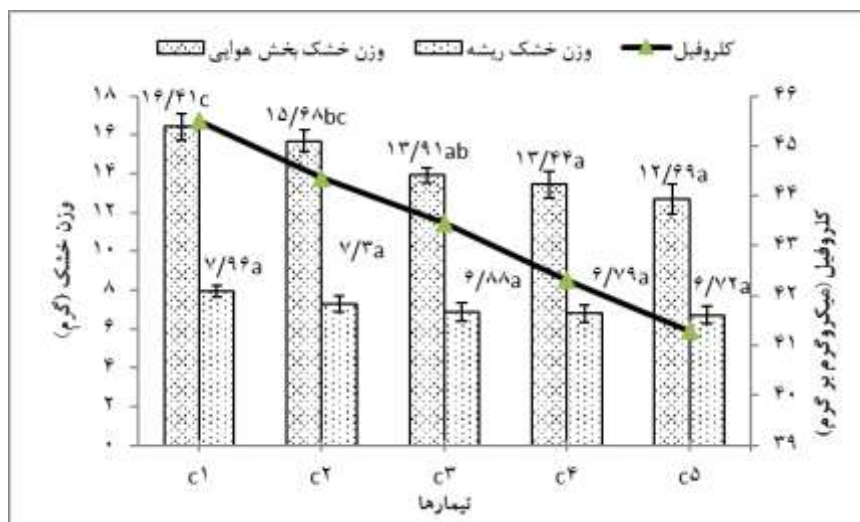 وزن خشک بخش هوایی وزن خشک ریشه کلروفیل
۱۸
۱۶
۱۴
۱۲
۱۰
۸
۶
۴
۲
۰
وزن خشک (گرم)
۱۶/۴۱c
۱۵/۶۸bc
۱۳/۹۱ab
۱۳/۴۴a
۱۲/۶۹a
۷/۹۶a
۷/۳a
۶/۸۸a
۶/۷۹a
۶/۷۲a
۴۶
۴۵
۴۴
۴۳
۴۲
۴۱
۴۰
۳۹
کلروفیل (میکروگرم بر گرم)
c۱ c۲ c۳ c۴ c۵
تیمارها